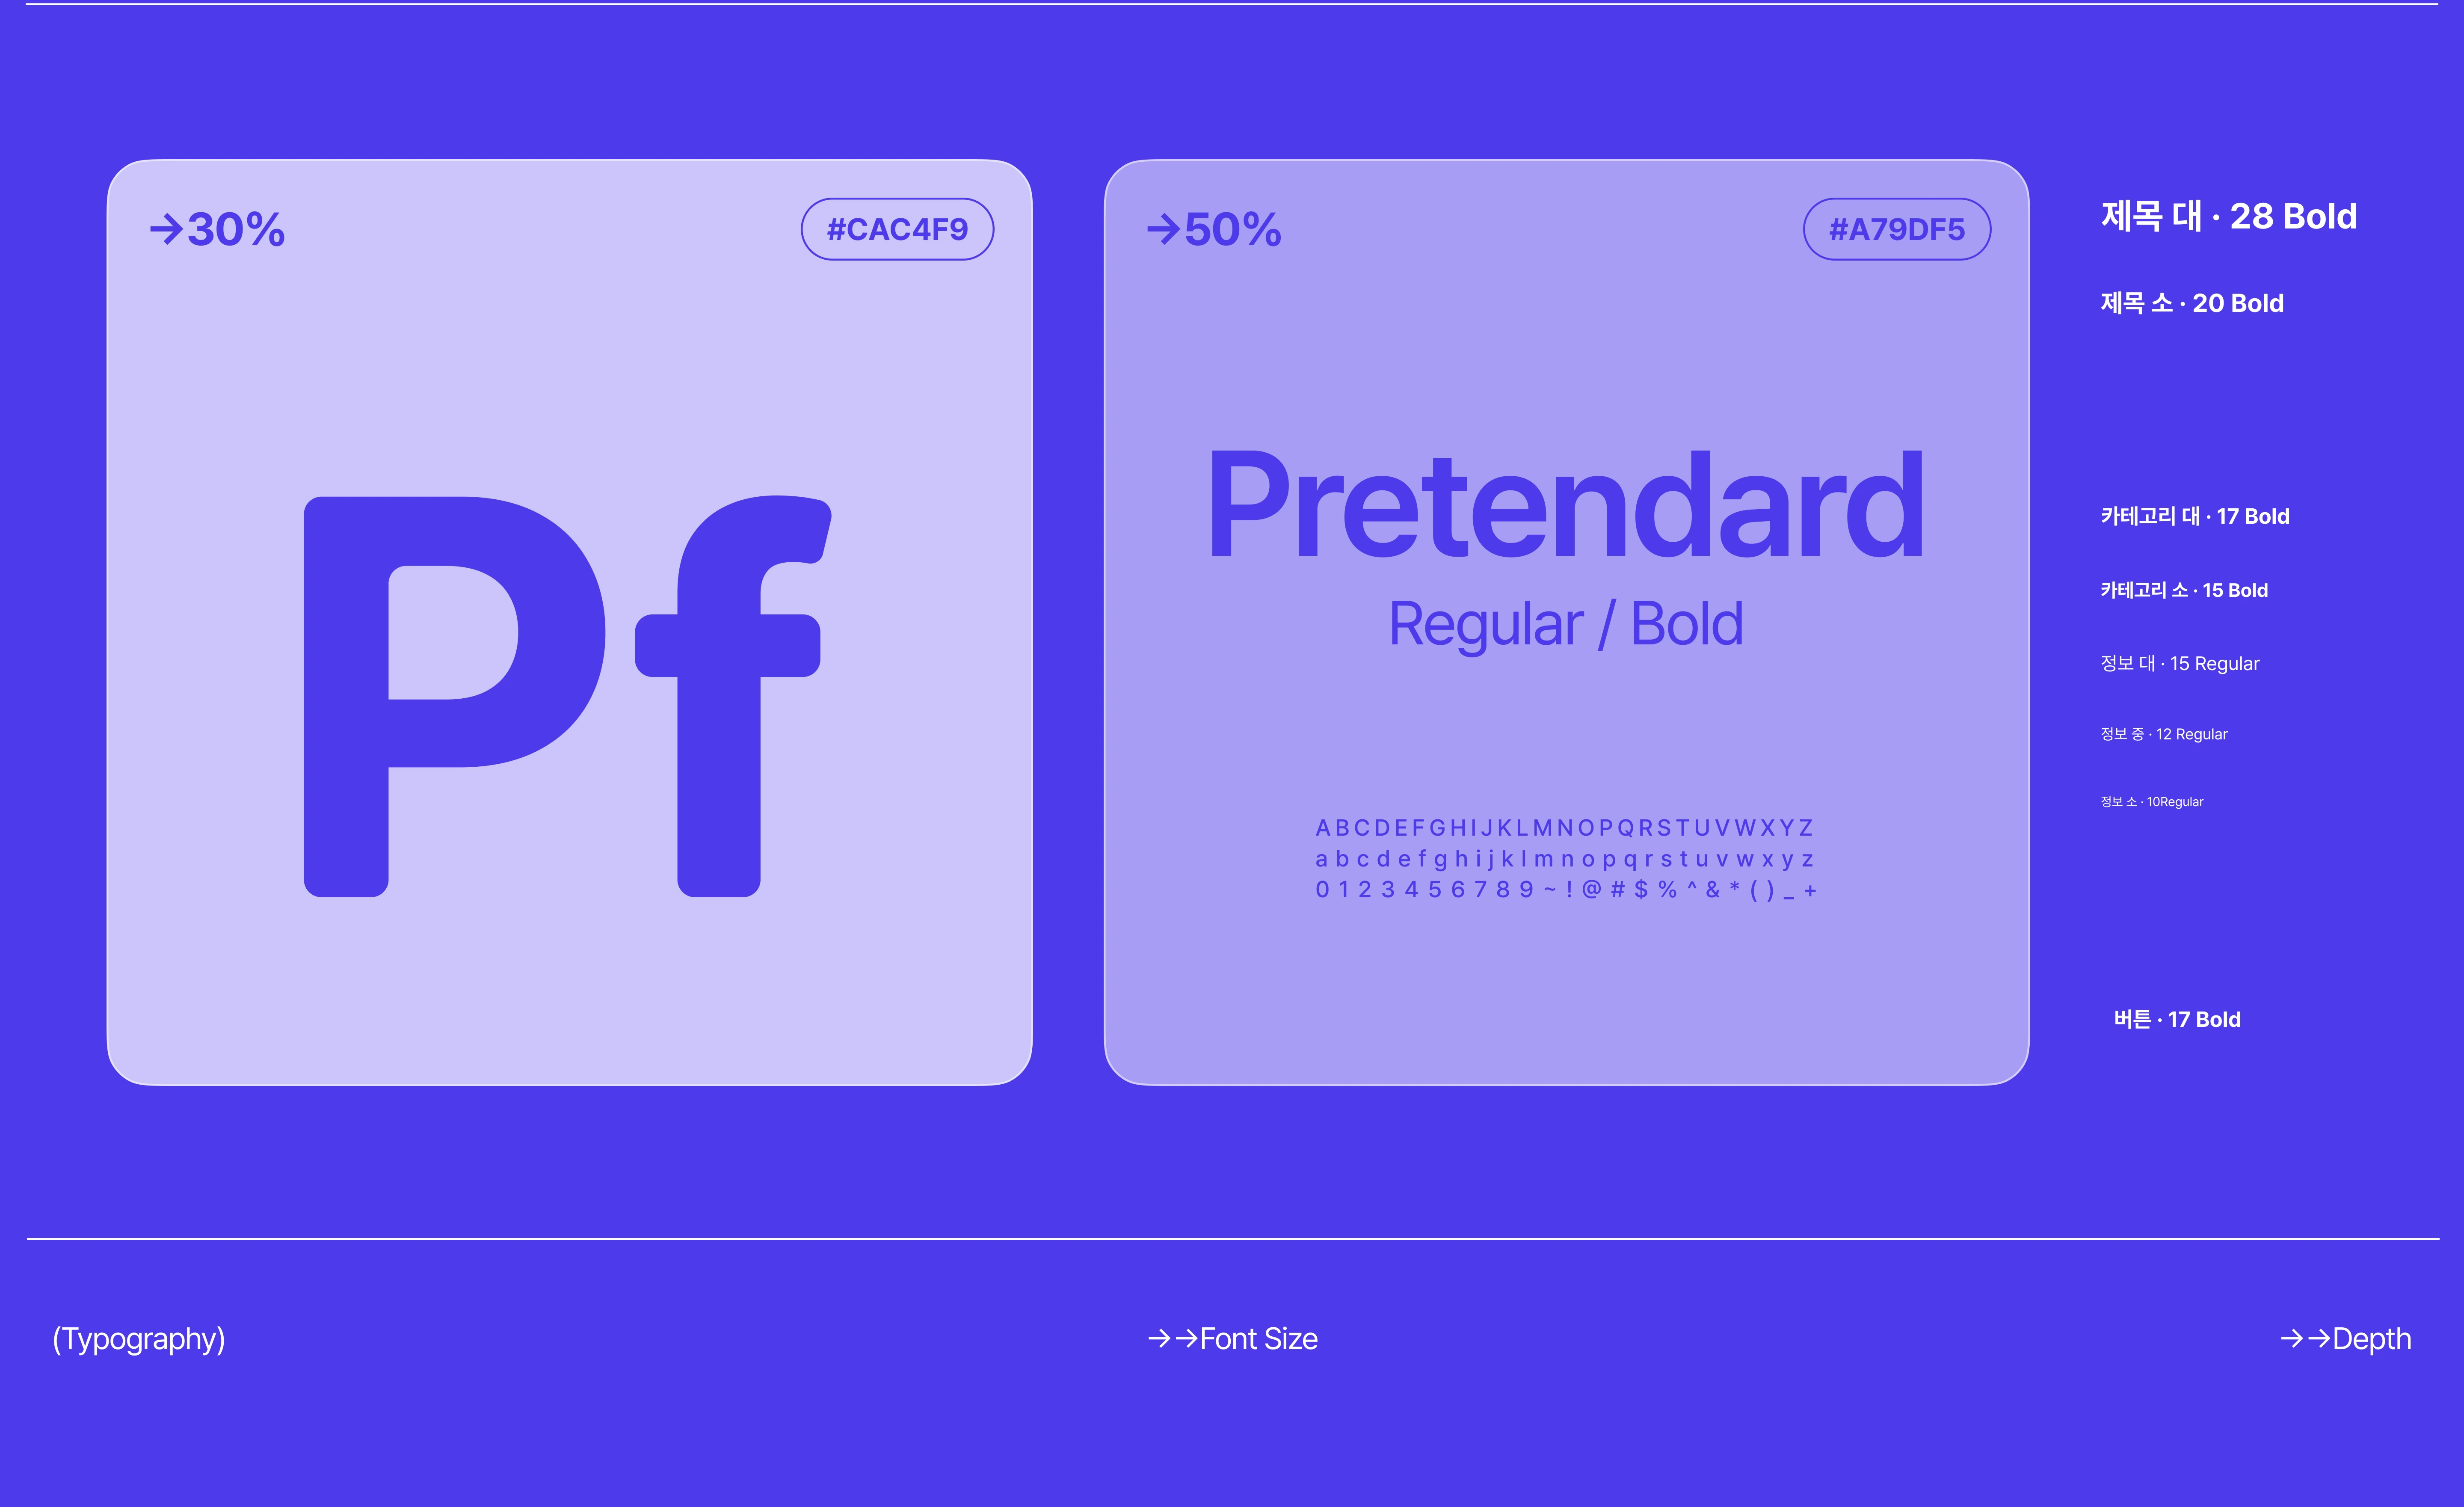 →30%
#CAC4F9
Pf
→50%
#A79DF5
Pretendard
Regular / Bold
A B C D E F G H I J K L M N O P Q R S T U V W X Y Z
a b c d e f g h i j k l m n o p q r s t u v w x y z
0 1 2 3 4 5 6 7 8 9 ~ ! @ # $ % ^ & * ( ) _ +
제목 대 · 28 Bold
제목 소 · 20 Bold
카테고리 대 · 17 Bold
카테고리 소 · 15 Bold
정보 대 · 15 Regular
정보 중 · 12 Regular
정보 소 · 10Regular
버튼 · 17 Bold
(Typography)
→→Font Size
→→Depth